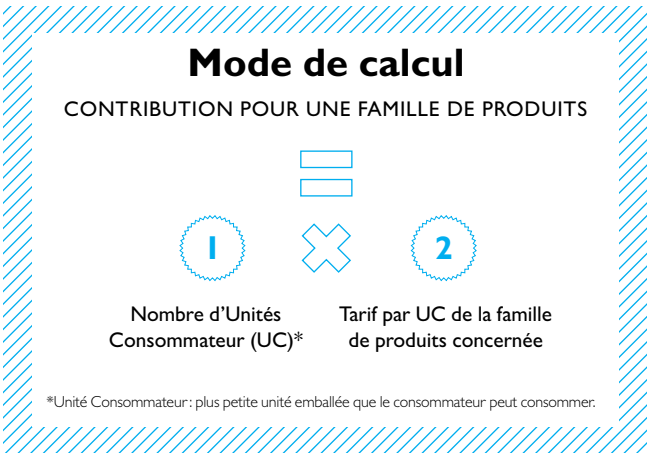 Mode de calcul
CONTRIBUTION POUR UNE FAMILLE DE PRODUITS
1
2
Nombre d'Unités
Consommateur (UC)*
Tarif par UC de la famille
de produits concernée
*Unité Consommateur : plus petite unité emballée que le consommateur peut consommer.